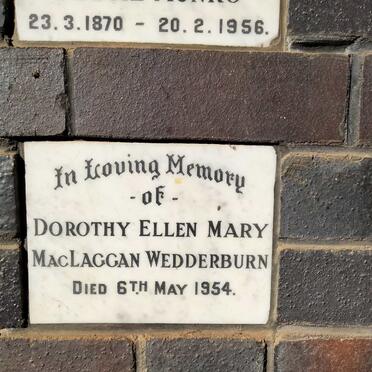 23.3.1870 - 20.2.1956.
In Loving Memory
- of -
DOROTHY ELLEN MARY
MACLAGGAN WEDDERBURN
DIED 6TH MAY 1954.